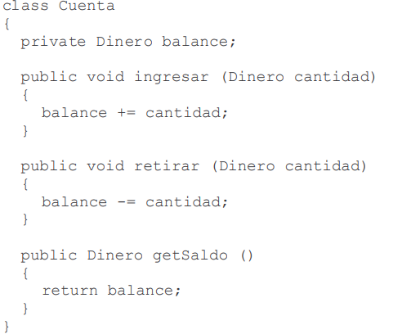 class Cuenta
{
private Dinero balance;
public void ingresar (Dinero cantidad)
{
balance += cantidad;
}
public void retirar (Dinero cantidad)
{
balance -= cantidad;
}
public Dinero getSaldo ()
{
return balance;
}
}